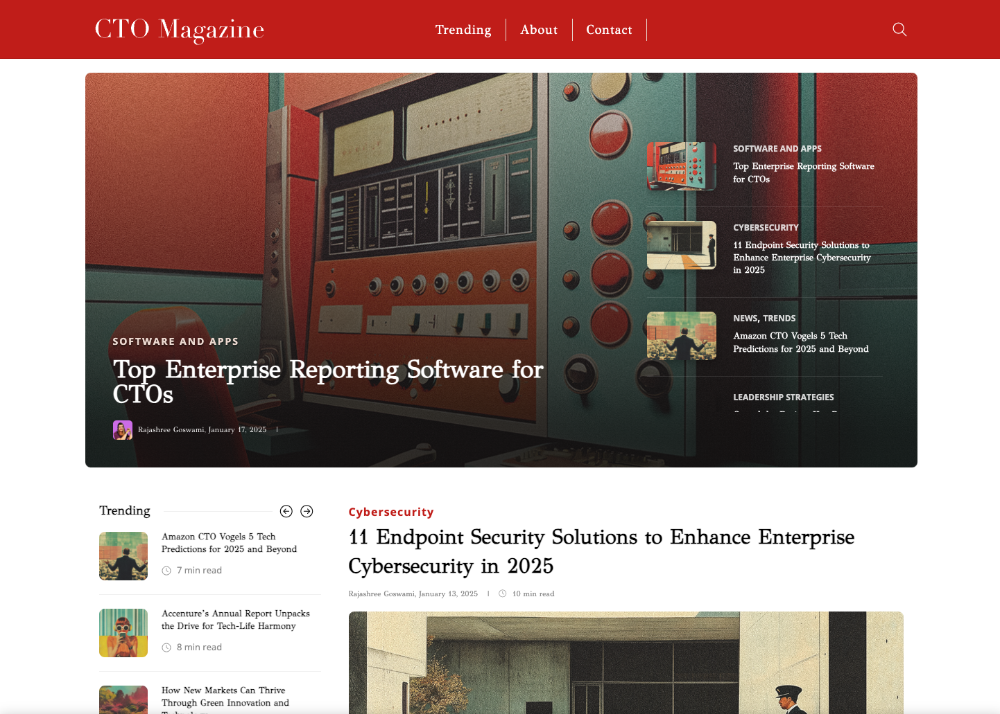 CTO Magazine
Trending
About
Contact
SOFTWARE AND APPS
Top Enterprise Reporting Software for
CTOs
Rajashree Goswami, January 17, 2025
SOFTWARE AND APPS
Top Enterprise Reporting Software
for CTOs
CYBERSECURITY
11 Endpoint Security Solutions to
Enhance Enterprise Cybersecurity
in 2025
NEWS, TRENDS
Amazon CTO Vogels 5 Tech
Predictions for 2025 and Beyond
LEADERSHIP STRATEGIES
Trending
Amazon CTO Vogels 5 Tech
Predictions for 2025 and Beyond
7 min read
Accenture's Annual Report Unpacks
the Drive for Tech-Life Harmony
8 min read
How New Markets Can Thrive
Through Green Innovation and
Cybersecurity
11 Endpoint Security Solutions to Enhance Enterprise
Cybersecurity in 2025
Rajashree Goswami, January 13, 2025
10 min read